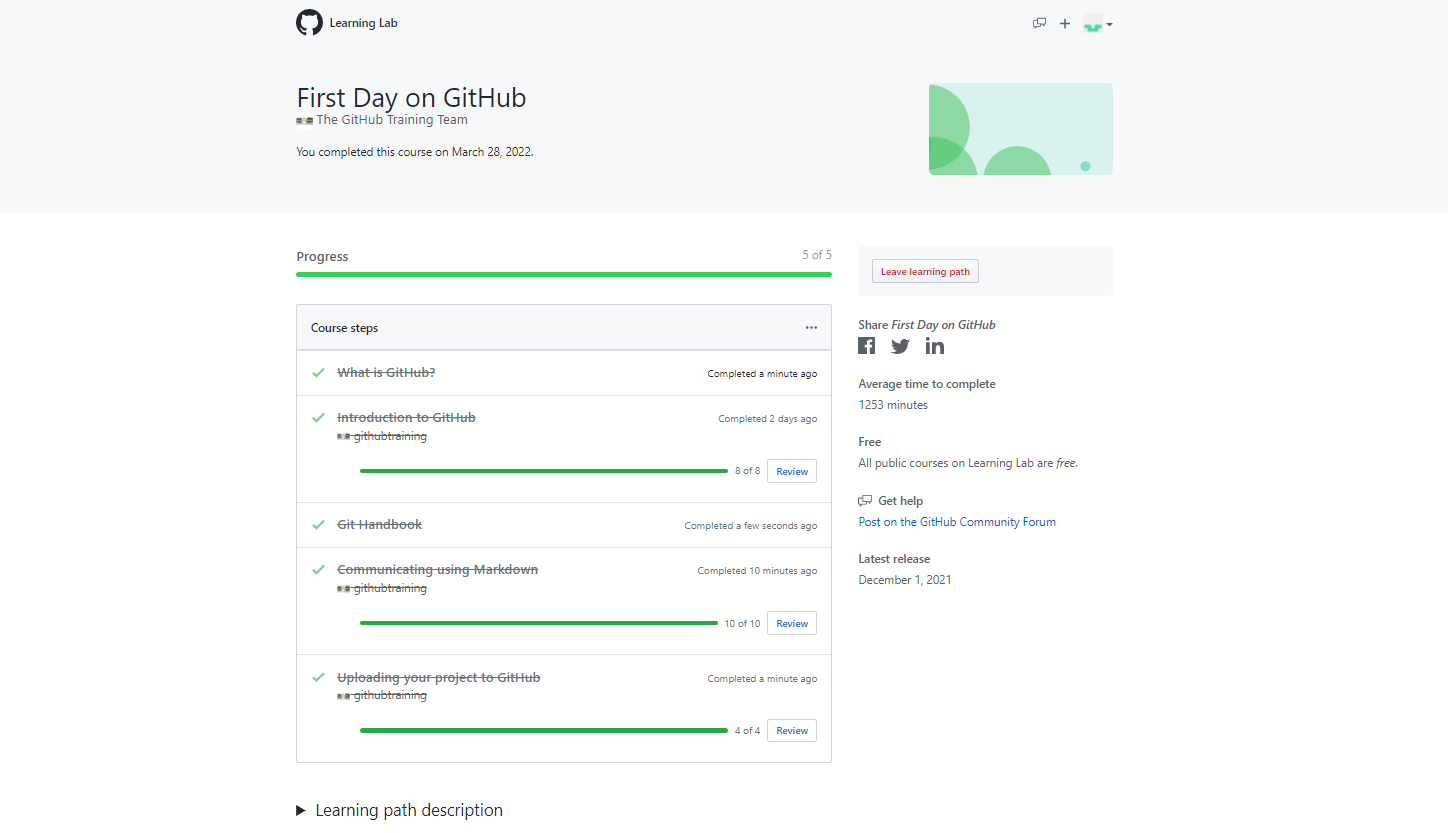 Learning Lab
First Day on GitHub
The GitHub Training Team
You completed this course on March 28, 2022.
Progress
5 of 5
Course steps
What is GitHub?
Completed a minute ago
Introduction to GitHub
Completed 2 days ago
githubtraining
8 of 8
Review
Git Handbook
Completed a few seconds ago
Communicating using Markdown
Completed 10 minutes ago
githubtraining
10 of 10
Review
Uploading your project to GitHub
Completed a minute ago
githubtraining
4 of 4
Review
Learning path description
Leave learning path
Share First Day on GitHub
Average time to complete
1253 minutes
Free
All public courses on Learning Lab are free.
Get help
Post on the GitHub Community Forum
Latest release
December 1, 2021